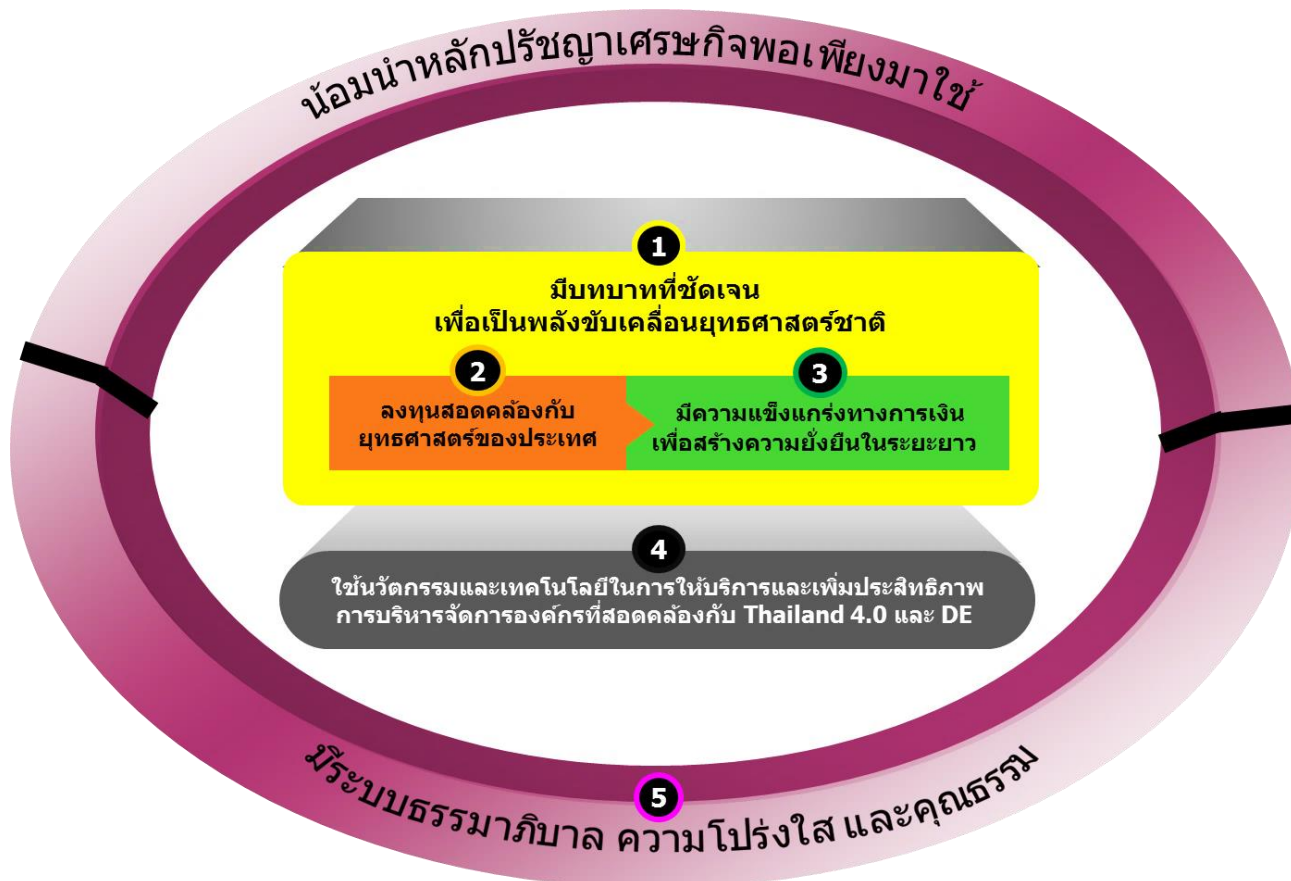 น้อมนำหลักปรัชญาเศรษฐกิจพอเพียงมาใช้
1
มีบทบาทที่ชัดเจน
เพื่อเป็นพลังขับเคลื่อนยุทธศาสตร์ชาติ
2
ลงทุนสอดคล้องกับ
ยุทธศาสตร์ของประเทศ
3
มีความแข็งแกร่งทางการเงิน
เพื่อสร้างความยั่งยืนในระยะยาว
4
ใช้นวัตกรรมและเทคโนโลยีในการให้บริการและเพิ่มประสิทธิภาพ
การบริหารจัดการองค์กรที่สอดคล้องกับ Thailand 4.0 และ DE
5
มีระบบธรรมาภิบาล ความโปร่งใส และคุณธรรม